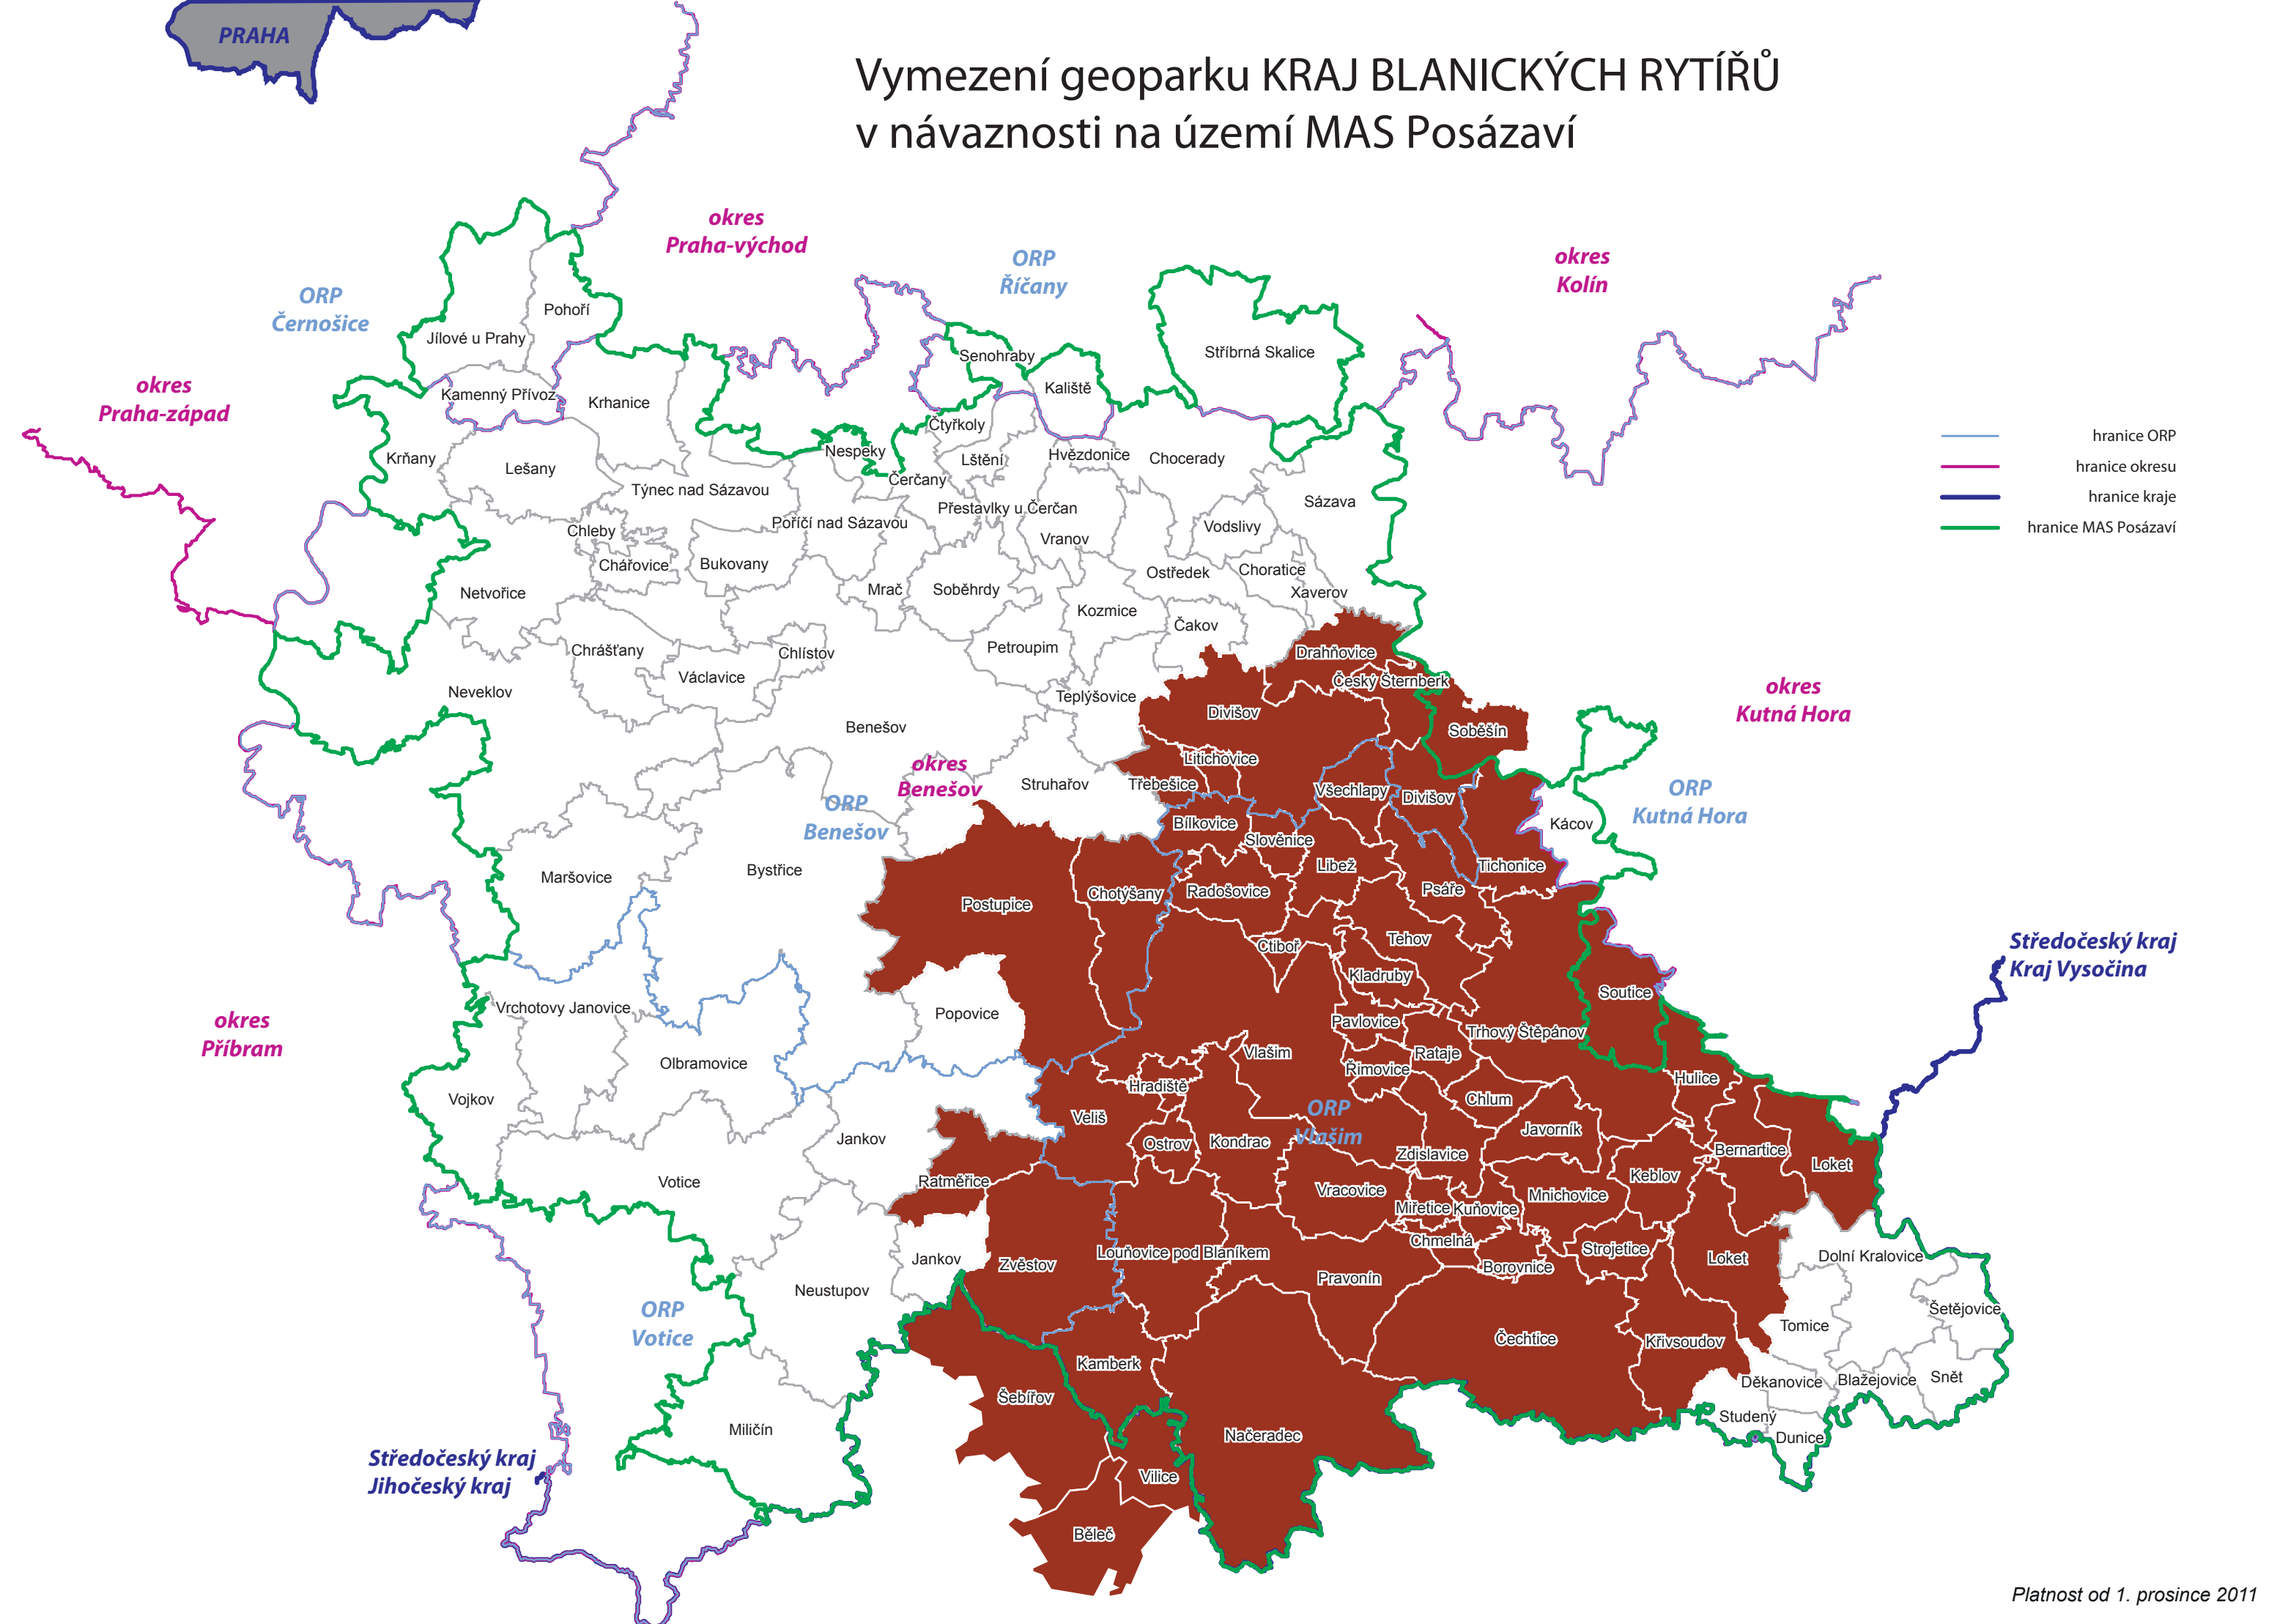 PRAHA
Vymezení geoparku KRAJ BLANICKÝCH RYTÍŘŮ
v návaznosti na území MAS Posázaví
okres
Praha-východ
ORP
Říčany
okres
Kolín
ORP
Černošice
Pohoří
Jílové u Prahy
Senohraby
Stříbrná Skalice
okres
Praha-západ
Kamenný Přívoz
Krhanice
Kaliště
Čtyřkoly
hranice ORP
hranice okresu
hranice kraje
hranice MAS Posázaví
Krňany
Lešany
Nespeky
Lštění
Hvězdonice
Chocerady
Čerčany
Týnec nad Sázavou
Sázava
Přestavlky u Čerčan
Poříčí nad Sázavou
Vodslivy
Chleby
Vranov
Chářovice
Bukovany
Ostředek
Choratice
Netvořice
Mrač
Soběhrdy
Xaverov
Kozmice
Čakov
Chrášťany
Chlístov
Petroupim
Drahňovice
Václavice
Český Šternberk
Neveklov
Teplýšovice
okres
Kutná Hora
Divišov
Benešov
Soběšín
okres
Benešov
Litichovice
Struhařov
Třebešice
Všechlapy
Divišov
ORP
Kutná Hora
ORP
Benešov
Bílkovice
Kácov
Slověnice
Bystřice
Libež
Tichonice
Maršovice
Postupice
Chotýšany
Radošovice
Psáře
Ctiboř
Tehov
Středočeský kraj
Kraj Vysočina
Kladruby
Soutice
Vrchotovy Janovice
Popovice
Pavlovice
Trhový Štěpánov
okres
Příbram
Olbramovice
Vlašim
Rataje
Římovice
Hulice
Hradiště
Vojkov
Chlum
ORP
Vlašim
Veliš
Jankov
Ostrov
Kondrac
Javorník
Zdislavice
Bernartice
Loket
Votice
Ratměřice
Vracovice
Keblov
Mnichovice
Miřetice
Kuňovice
Chmelná
Louňovice pod Blaníkem
Strojetice
Jankov
Zvěstov
Borovnice
Loket
Dolní Kralovice
Neustupov
Pravonín
ORP
Votice
Šetějovice
Tomice
Čechtice
Křivsoudov
Kamberk
Děkanovice
Blažejovice
Snět
Šebířov
Studený
Miličín
Načeradec
Dunice
Středočeský kraj
Jihočeský kraj
Vilice
Běleč
Platnost od 1. prosince 2011